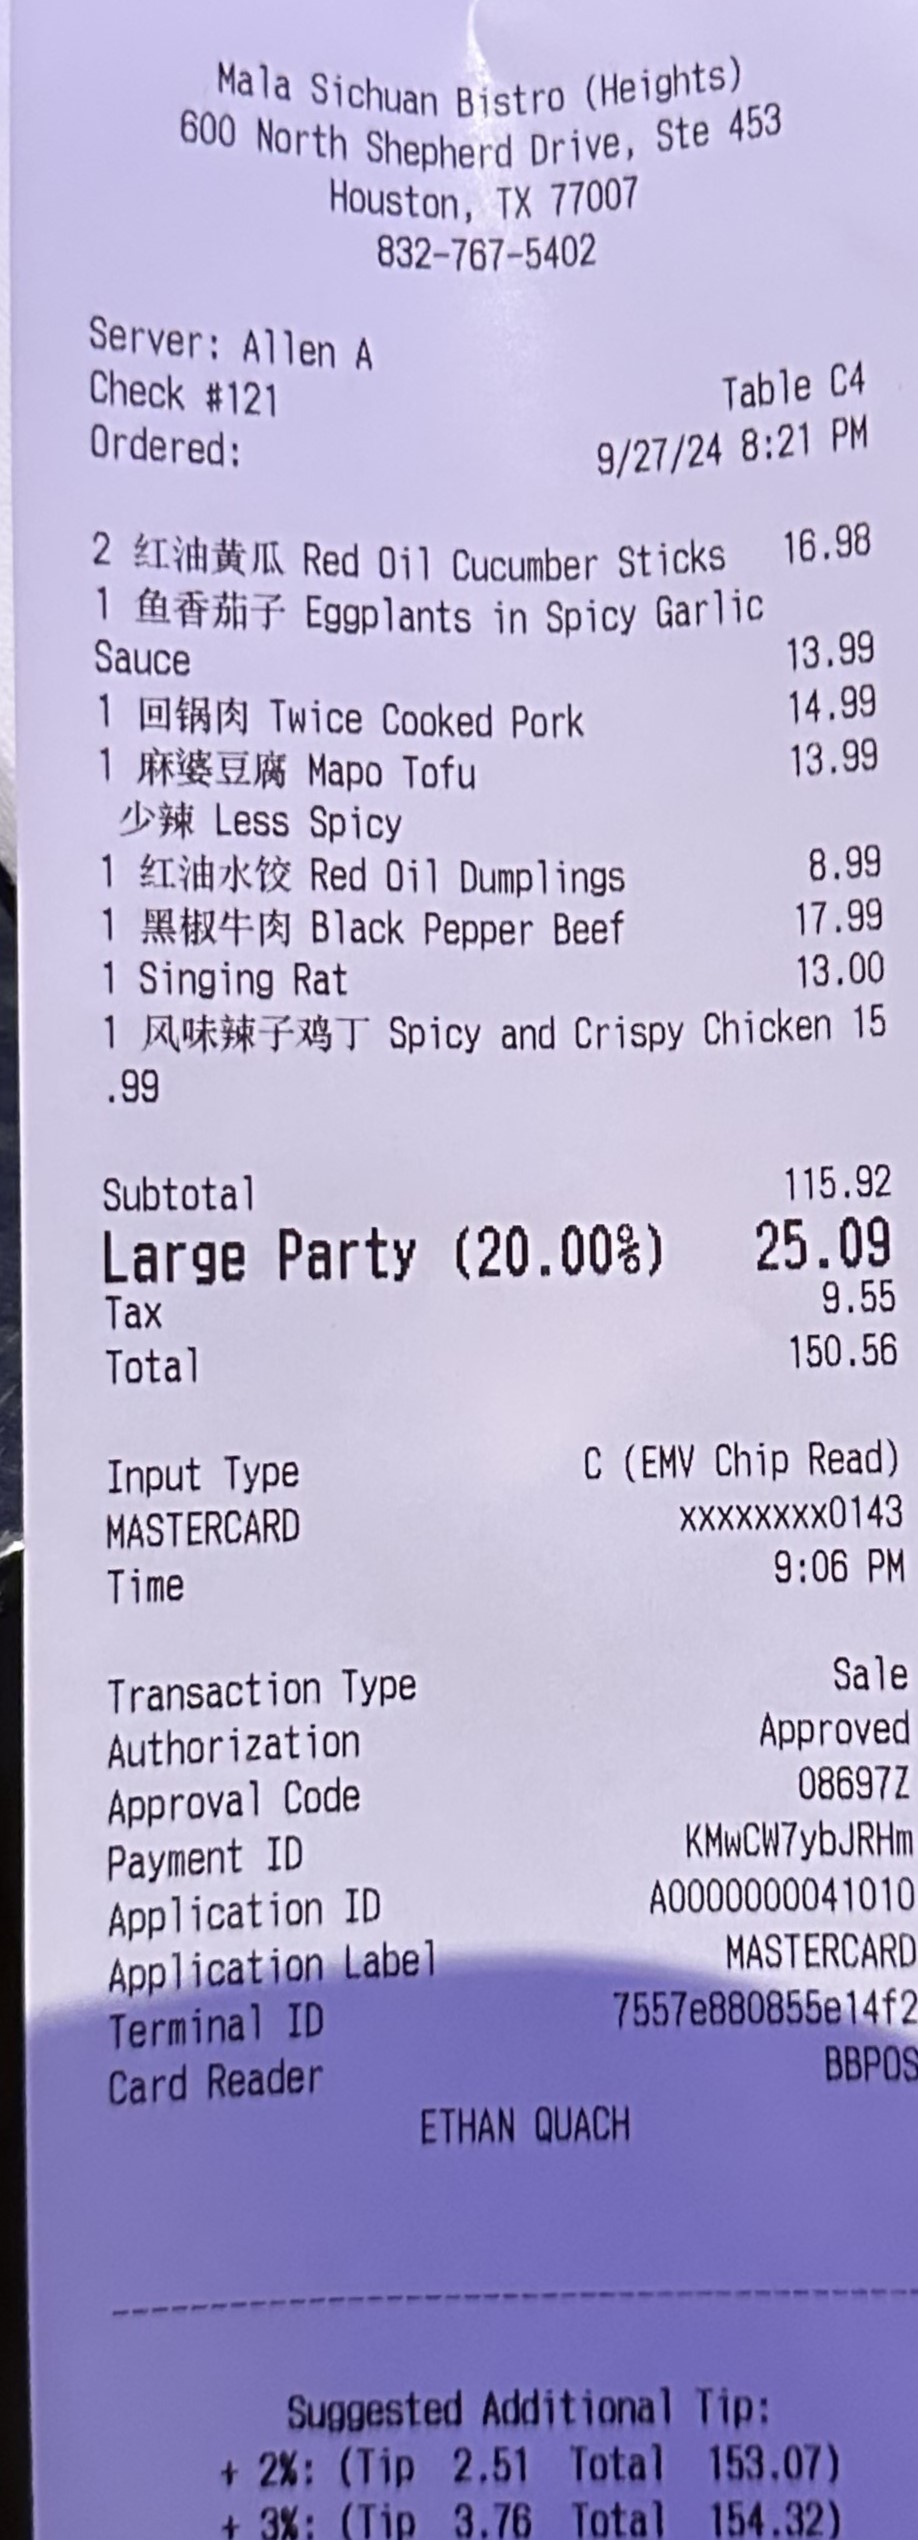 Mala Sichuan Bistro (Heights)
600 North Shepherd Drive, Ste 453
Houston, TX 77007
832-767-5402
Server: Allen A
Check #121 Table C4
Ordered: 9/27/24 8:21 PM
2 红油黄瓜 Red Oil Cucumber Sticks 16.98
1 鱼香茄子 Eggplants in Spicy Garlic
Sauce 13.99
1 回锅肉 Twice Cooked Pork 14.99
1 麻婆豆腐 Mapo Tofu 13.99
少辣 Less Spicy
1 红油水饺 Red Oil Dumplings 8.99
1 黑椒牛肉 Black Pepper Beef 17.99
1 Singing Rat 13.00
1 风味辣子鸡丁 Spicy and Crispy Chicken 15
.99
Subtotal 115.92
Large Party (20.00%) 25.09
Tax 9.55
Total 150.56
Input Type C (EMV Chip Read)
MASTERCARD xxxxxxxx0143
Time 9:06 PM
Transaction Type Sale
Authorization Approved
Approval Code 08697Z
Payment ID KMwCW7ybJRHm
Application ID A0000000041010
Application Label MASTERCARD
Terminal ID 7557e880855e14f2
Card Reader BBPOS
ETHAN QUACH
Suggested Additional Tip:
+ 2%: (Tip 2.51 Total 153.07)
+ 3%: (Tip 3.76 Total 154.32)